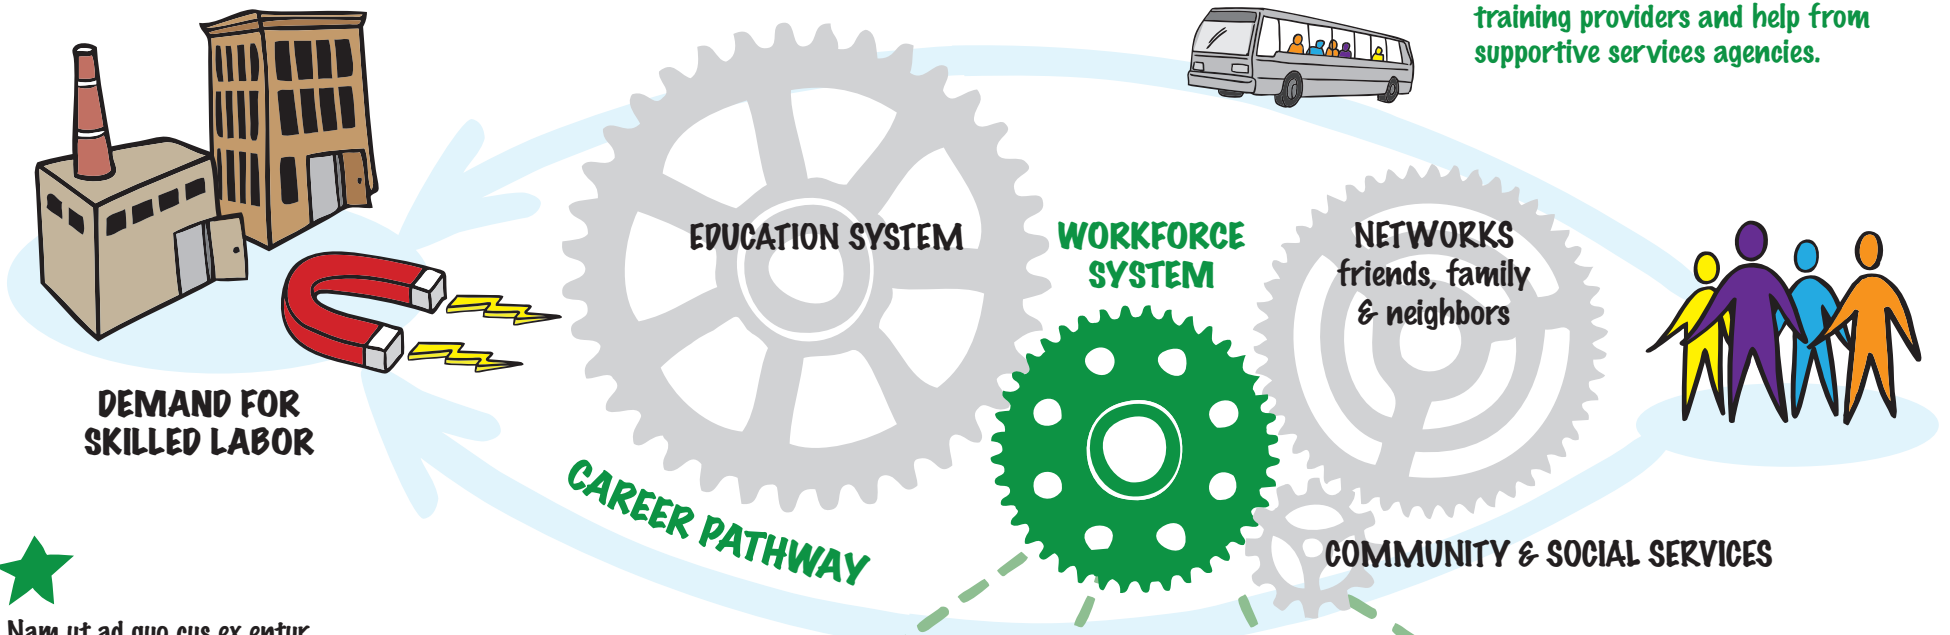 training providers and help from
supportive services agencies.
EDUCATION SYSTEM
WORKFORCE
SYSTEM
NETWORKS
friends, family
& neighbors
DEMAND FOR
SKILLED LABOR
CAREER PATHWAY
COMMUNITY & SOCIAL SERVICES
Nam ut ad quo cus ex entur